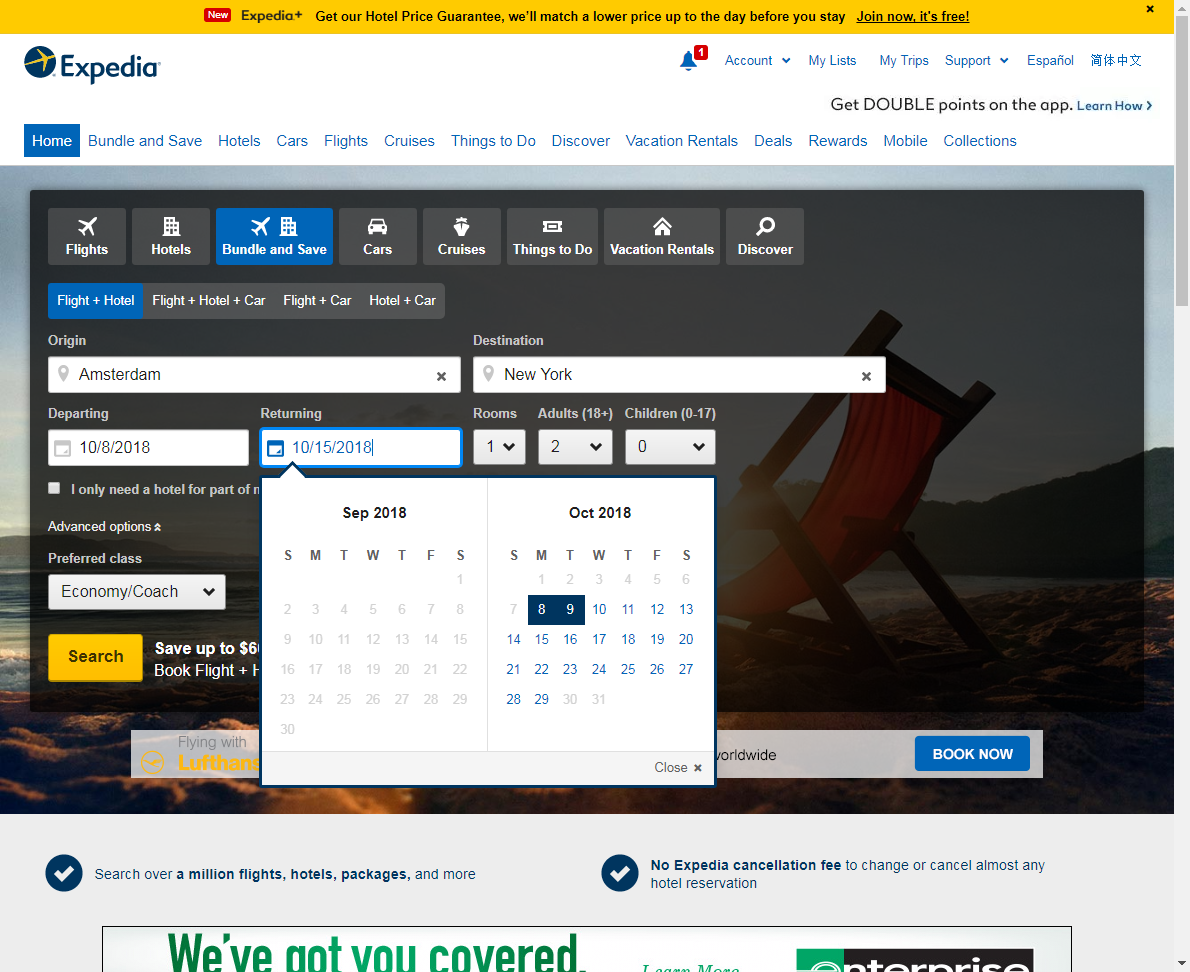 New Expedia+ Get our Hotel Price Guarantee, we'll match a lower price up to the day before you stay Join now, it's free!
Expedia
1 Account My Lists My Trips Support Español 简体中文
Get DOUBLE points on the app. Learn How
Home Bundle and Save Hotels Cars Flights Cruises Things to Do Discover Vacation Rentals Deals Rewards Mobile Collections
Flights Hotels Bundle and Save Cars Cruises Things to Do Vacation Rentals Discover
Flight + Hotel Flight + Hotel + Car Flight + Car Hotel + Car
Origin Destination
Amsterdam New York
Departing Returning Rooms Adults (18+) Children (0-17)
10/8/2018 10/15/2018 1 2 0
I only need a hotel for part of
Advanced options
Preferred class
Economy/Coach
Search
Save up to
Book Flight +
Sep 2018
S M T W T F S
1
2 3 4 5 6 7 8
9 10 11 12 13 14 15
16 17 18 19 20 21 22
23 24 25 26 27 28 29
30
Oct 2018
S M T W T F S
1 2 3 4 5 6
7 8 9 10 11 12 13
14 15 16 17 18 19 20
21 22 23 24 25 26 27
28 29 30 31
Close
Flying with
worldwide
BOOK NOW
Search over a million flights, hotels, packages, and more
No Expedia cancellation fee to change or cancel almost any
hotel reservation
We've got you covered.
Learn More
enterprise